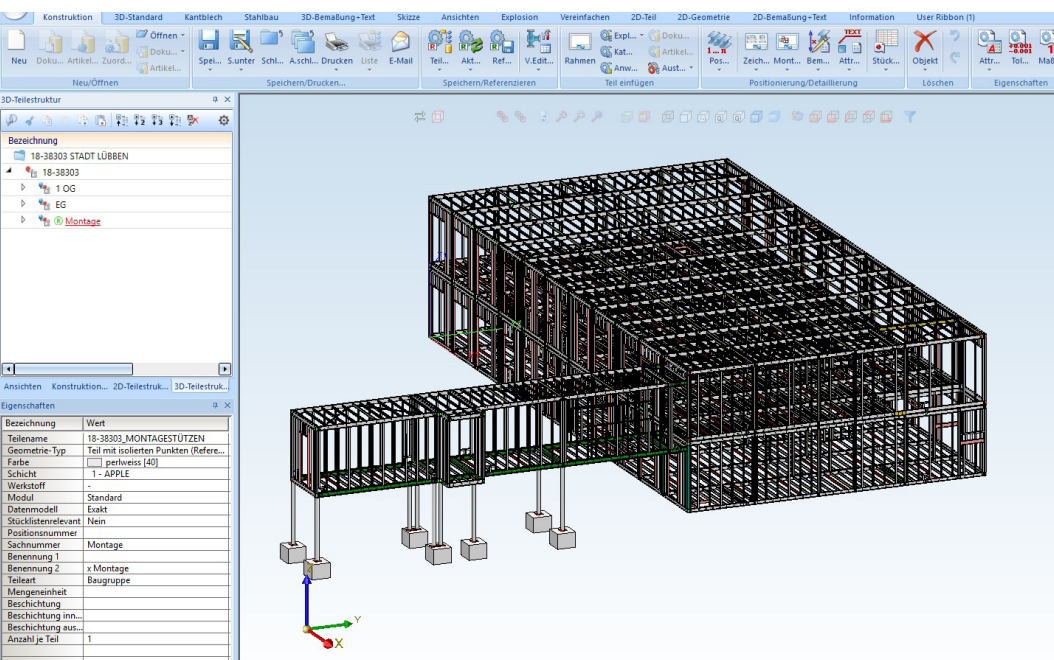 Konstruktion 3D-Standard Kantblech Stahlbau 3D-Bemaßung+Text Skizze Ansichten Explosion Vereinfachen 2D-Teil 2D-Geometrie 2D-Bemaßung+Text Information User Ribbon (1)
Öffnen Expl... Doku... TEXT
Doku... Kat... Artikel...
Artikel... Anw... Aust...
Neu Doku... Artikel... Zuord... Spei... S.unter Schl... A.schl... Drucken Liste E-Mail Teil... Akt... Ref... V.Edit... Rahmen Pos... Zeich... Mont... Bem... Attr... Stück... Objekt Attr... Tol...
Neu/Öffnen Speichern/Drucken... Speichern/Referenzieren Teil einfügen Positionierung/Detaillierung Löschen Eigenschaften
3D-Teilestruktur
Bezeichnung
18-38303 STADT LÜBBEN
18-38303
1 OG
EG
Montage
Ansichten Konstruktion... 2D-Teilestruk... 3D-Teilestruk...
Eigenschaften
Bezeichnung Wert
Teilename 18-38303_MONTAGESTÜTZEN
Geometrie-Typ Teil mit isolierten Punkten (Refere...
Farbe perlweiss [40]
Schicht 1 - APPLE
Werkstoff -
Modul Standard
Datenmodell Exakt
Stücklistenrelevant Nein
Positionsnummer
Sachnummer Montage
Benennung 1
Benennung 2 x Montage
Teileart Baugruppe
Mengeneinheit
Beschichtung
Beschichtung inn...
Beschichtung aus...
Anzahl je Teil 1
Y
X